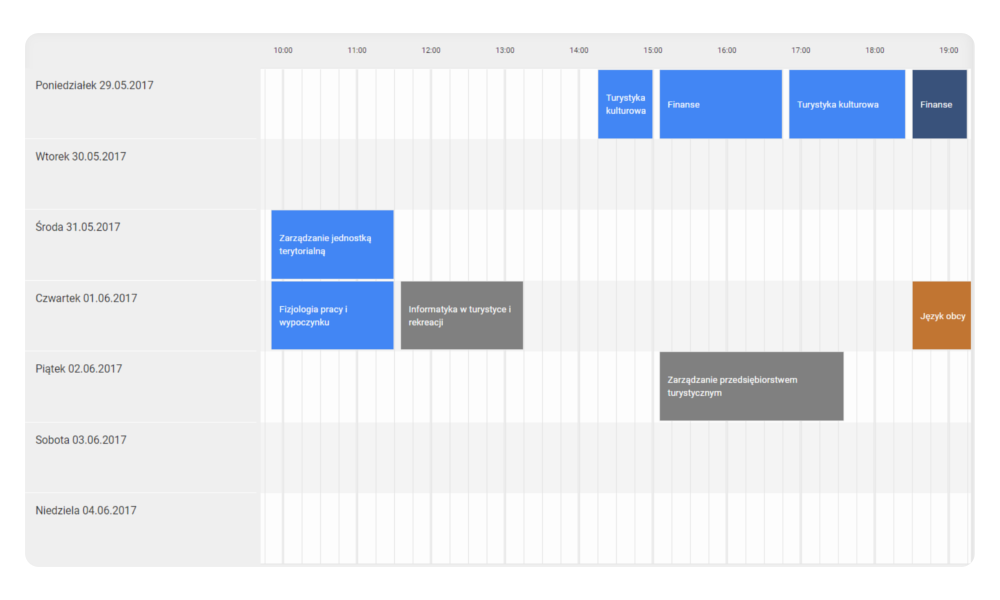 10:00 11:00 12:00 13:00 14:00 15:00 16:00 17:00 18:00 19:00
Poniedziałek 29.05.2017
Turystyka
kulturowa
Finanse
Turystyka kulturowa
Finanse
Wtorek 30.05.2017
Środa 31.05.2017
Zarządzanie jednostką
terytorialną
Czwartek 01.06.2017
Fizjologia pracy i
wypoczynku
Informatyka w turystyce i
rekreacji
Język obcy
Piątek 02.06.2017
Zarządzanie przedsiębiorstwem
turystycznym
Sobota 03.06.2017
Niedziela 04.06.2017